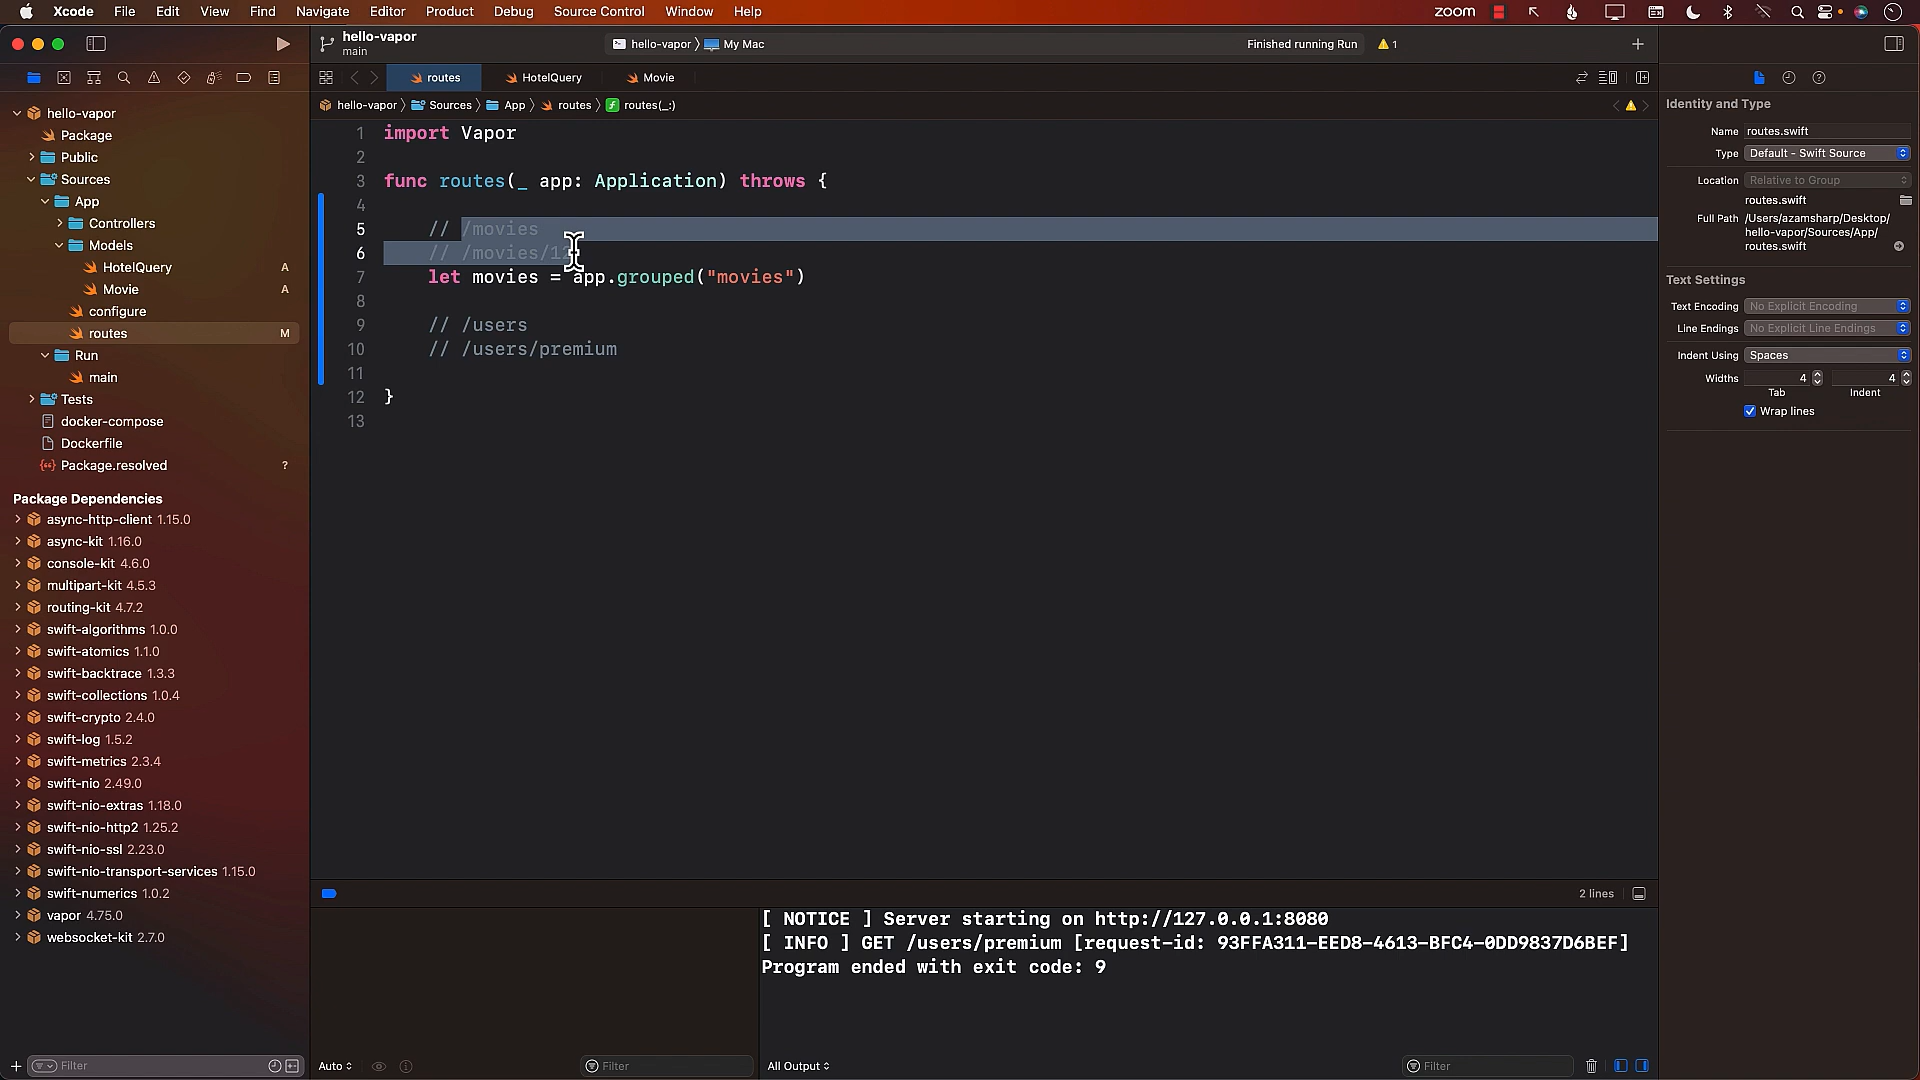 Xcode File Edit View Find Navigate Editor Product Debug Source Control Window Help
zoom
hello-vapor
main
hello-vapor My Mac
Finished running Run
1
routes
HotelQuery
Movie
hello-vapor Sources App routes routes(_:)
hello-vapor
Package
Public
Sources
App
Controllers
Models
HotelQuery A
Movie A
configure
routes M
Run
main
Tests
docker-compose
Dockerfile
Package.resolved ?
Package Dependencies
async-http-client 1.15.0
async-kit 1.16.0
console-kit 4.6.0
multipart-kit 4.5.3
routing-kit 4.7.2
swift-algorithms 1.0.0
swift-atomics 1.1.0
swift-backtrace 1.3.3
swift-collections 1.0.4
swift-crypto 2.4.0
swift-log 1.5.2
swift-metrics 2.3.4
swift-nio 2.49.0
swift-nio-extras 1.18.0
swift-nio-http2 1.25.2
swift-nio-ssl 2.23.0
swift-nio-transport-services 1.15.0
swift-numerics 1.0.2
vapor 4.75.0
websocket-kit 2.7.0
Filter
1 import Vapor
2
3 func routes(_ app: Application) throws {
4
5 // /movies
6 // /movies/12
7 let movies = app.grouped("movies")
8
9 // /users
10 // /users/premium
11
12 }
13
2 lines
[ NOTICE ] Server starting on http://127.0.0.1:8080
[ INFO ] GET /users/premium [request-id: 93FFA311-EED8-4613-BFC4-0DD9837D6BEF]
Program ended with exit code: 9
Auto
Filter
All Output
Filter
Identity and Type
Name routes.swift
Type Default - Swift Source
Location Relative to Group
routes.swift
Full Path /Users/azamsharp/Desktop/
hello-vapor/Sources/App/
routes.swift
Text Settings
Text Encoding No Explicit Encoding
Line Endings No Explicit Line Endings
Indent Using Spaces
Widths 4 4
Tab Indent
Wrap lines